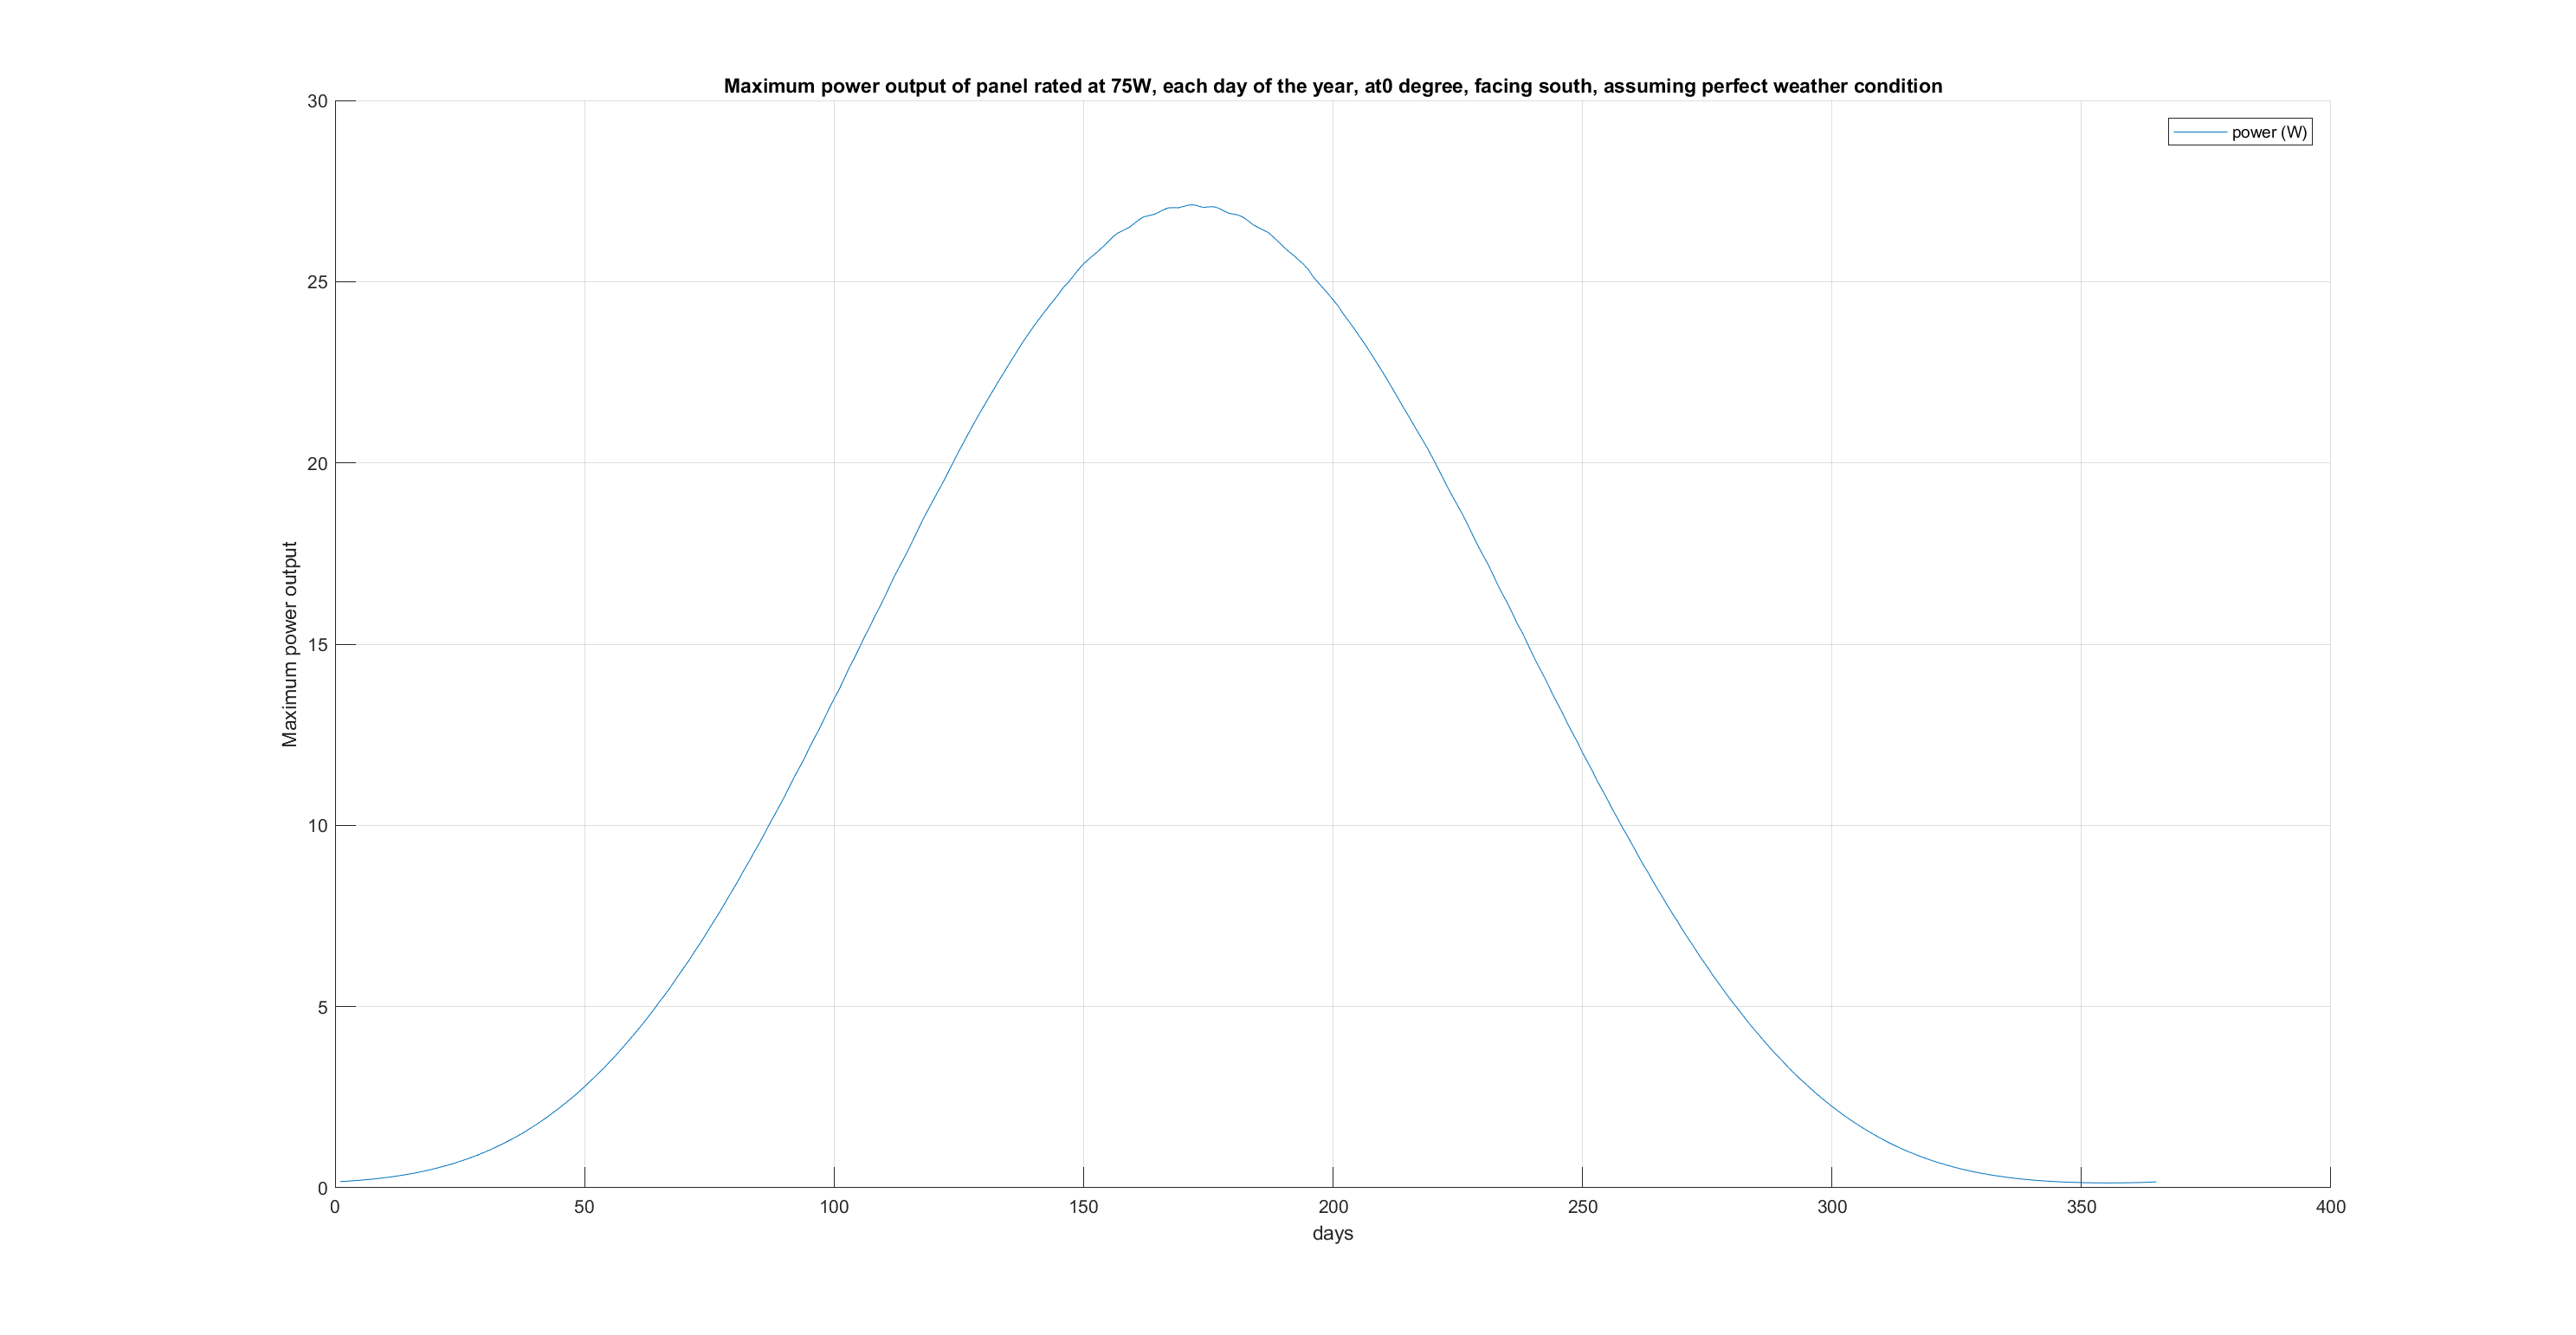 Maximum power output of panel rated at 75W, each day of the year, at0 degree, facing south, assuming perfect weather condition
power (W)
Maximum power output
30
25
20
15
10
5
0
0 50 100 150 200 250 300 350 400
days